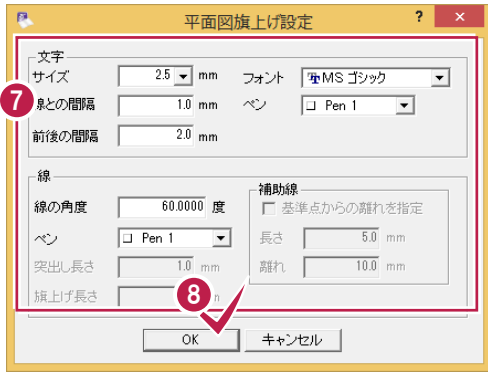 平面図旗上げ設定
? ×
文字
サイズ 2.5 mm フォント MS ゴシック
線との間隔 1.0 mm ペン Pen 1
7
前後の間隔 2.0 mm
線
線の角度 60.0000 度
ペン Pen 1
突出し長さ 1.0 mm
旗上げ長さ
補助線
基準点からの離れを指定
長さ 5.0 mm
離れ 10.0 mm
8
OK キャンセル